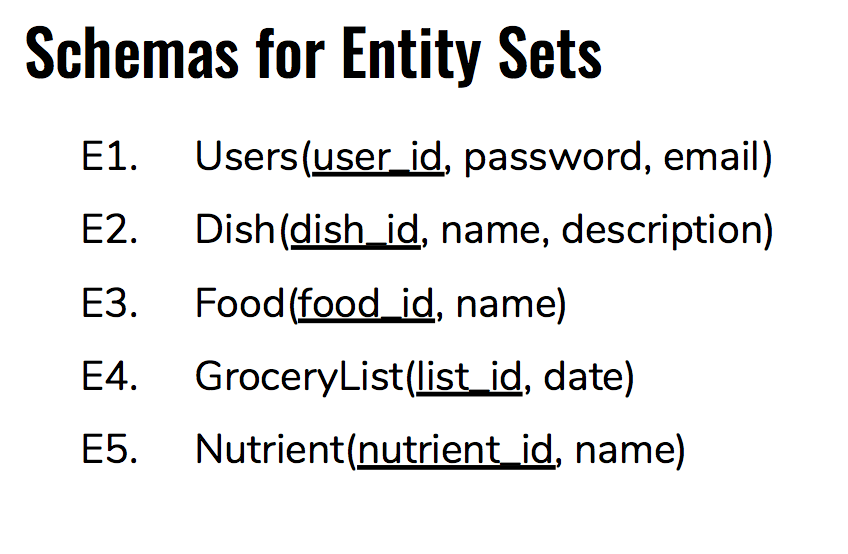 Schemas for Entity Sets
E1. Users(user_id, password, email)
E2. Dish(dish_id, name, description)
E3. Food(food_id, name)
E4. GroceryList(list_id, date)
E5. Nutrient(nutrient_id, name)